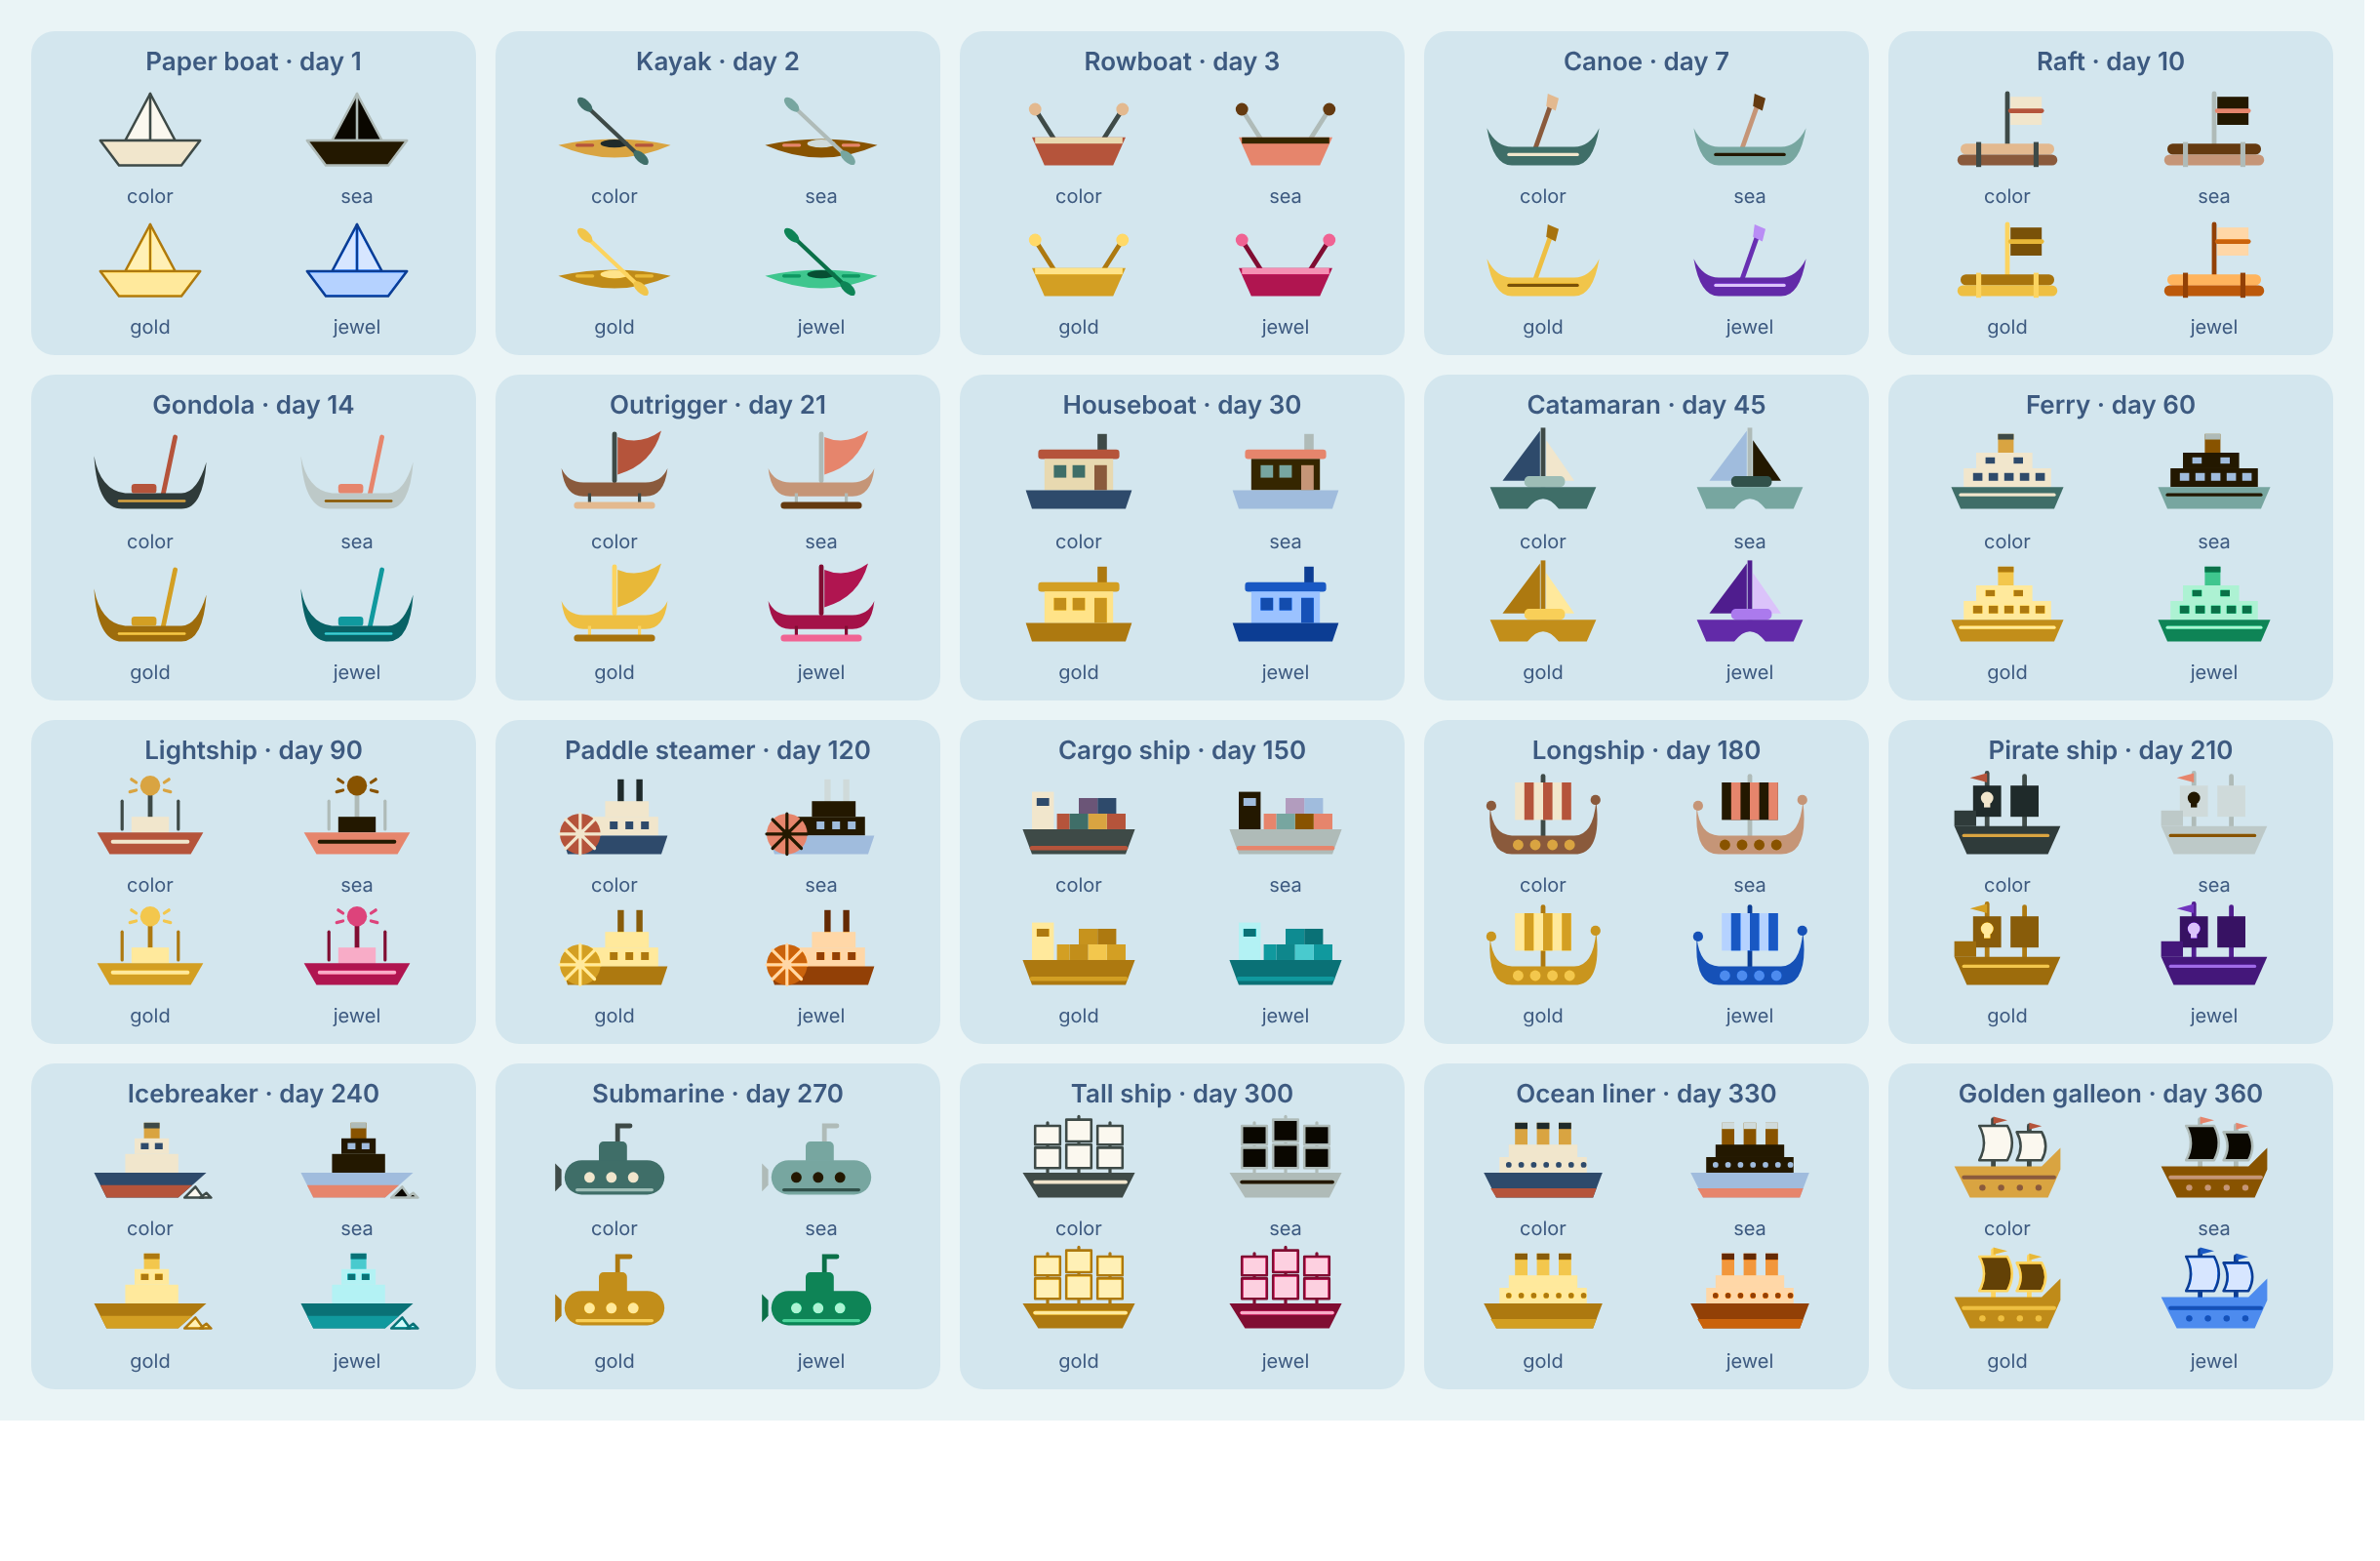 Paper boat · day 1
color
sea
gold
jewel
Kayak · day 2
color
sea
gold
jewel
Rowboat · day 3
color
sea
gold
jewel
Canoe · day 7
color
sea
gold
jewel
Raft · day 10
color
sea
gold
jewel
Gondola · day 14
color
sea
gold
jewel
Outrigger · day 21
color
sea
gold
jewel
Houseboat · day 30
color
sea
gold
jewel
Catamaran · day 45
color
sea
gold
jewel
Ferry · day 60
color
sea
gold
jewel
Lightship · day 90
color
sea
gold
jewel
Paddle steamer · day 120
color
sea
gold
jewel
Cargo ship · day 150
color
sea
gold
jewel
Longship · day 180
color
sea
gold
jewel
Pirate ship · day 210
color
sea
gold
jewel
Icebreaker · day 240
color
sea
gold
jewel
Submarine · day 270
color
sea
gold
jewel
Tall ship · day 300
color
sea
gold
jewel
Ocean liner · day 330
color
sea
gold
jewel
Golden galleon · day 360
color
sea
gold
jewel